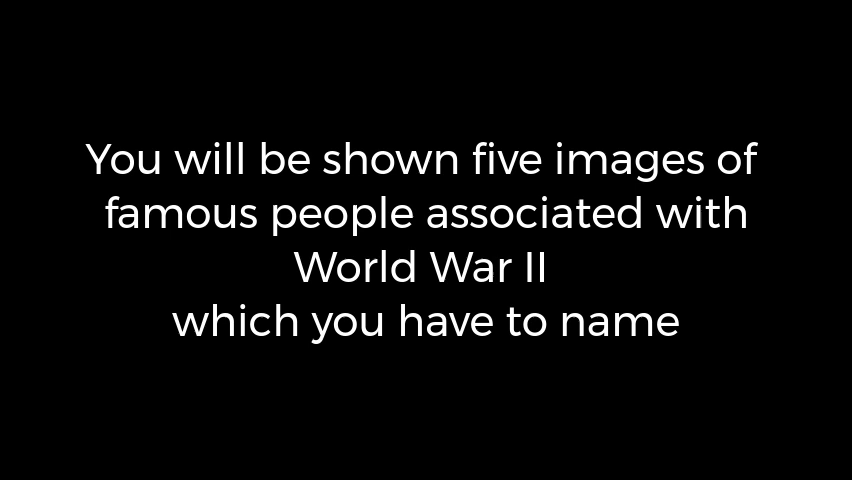 You will be shown five images of
famous people associated with
World War II
which you have to name